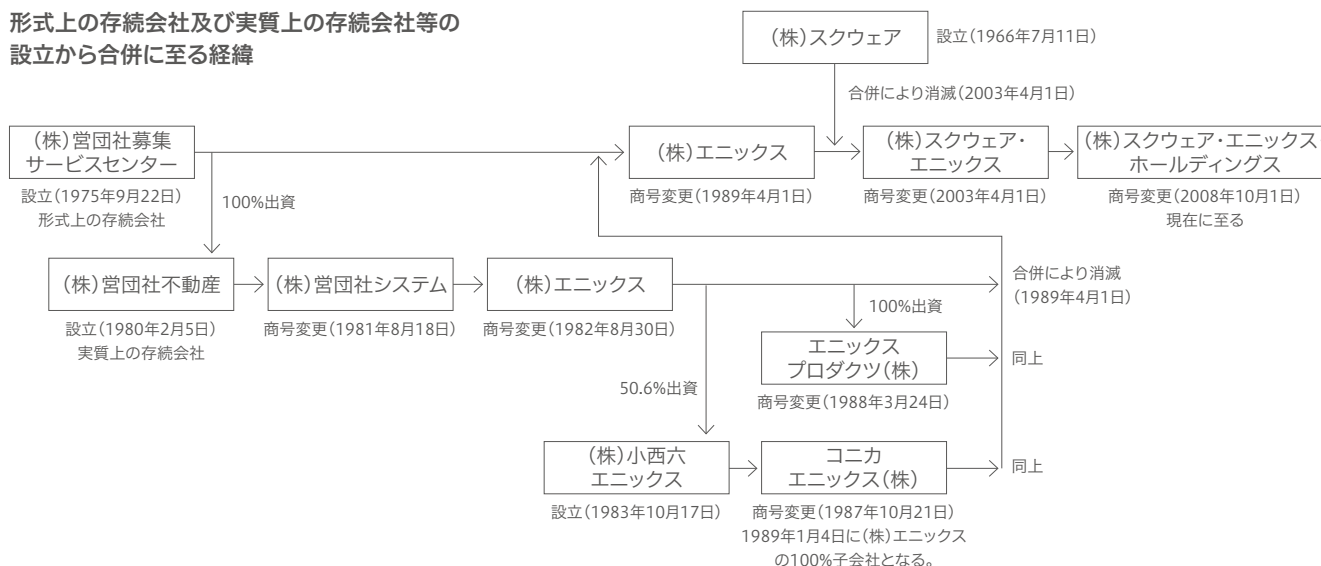 形式上の存続会社及び実質上の存続会社等の
設立から合併に至る経緯
(株)スクウェア
設立(1966年7月11日)
合併により消滅(2003年4月1日)
(株)営団社募集
サービスセンター
設立(1975年9月22日)
形式上の存続会社
100%出資
(株)エニックス
商号変更(1989年4月1日)
(株)スクウェア・
エニックス
商号変更(2003年4月1日)
(株)スクウェア・エニックス・
ホールディングス
商号変更(2008年10月1日)
現在に至る
(株)営団社不動産
設立(1980年2月5日)
実質上の存続会社
(株)営団社システム
商号変更(1981年8月18日)
(株)エニックス
商号変更(1982年8月30日)
合併により消滅
(1989年4月1日)
100%出資
エニックス
プロダクツ(株)
商号変更(1988年3月24日)
同上
50.6%出資
(株)小西六
エニックス
設立(1983年10月17日)
コニカ
エニックス(株)
商号変更(1987年10月21日)
1989年1月4日に(株)エニックス
の100%子会社となる。
同上